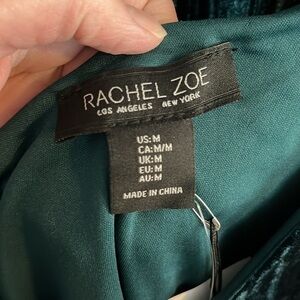 RACHEL ZOE
LOS ANGELES NEW YORK
US:M
CA:M/M
UK:M
EU:M
AU:M
MADE IN CHINA